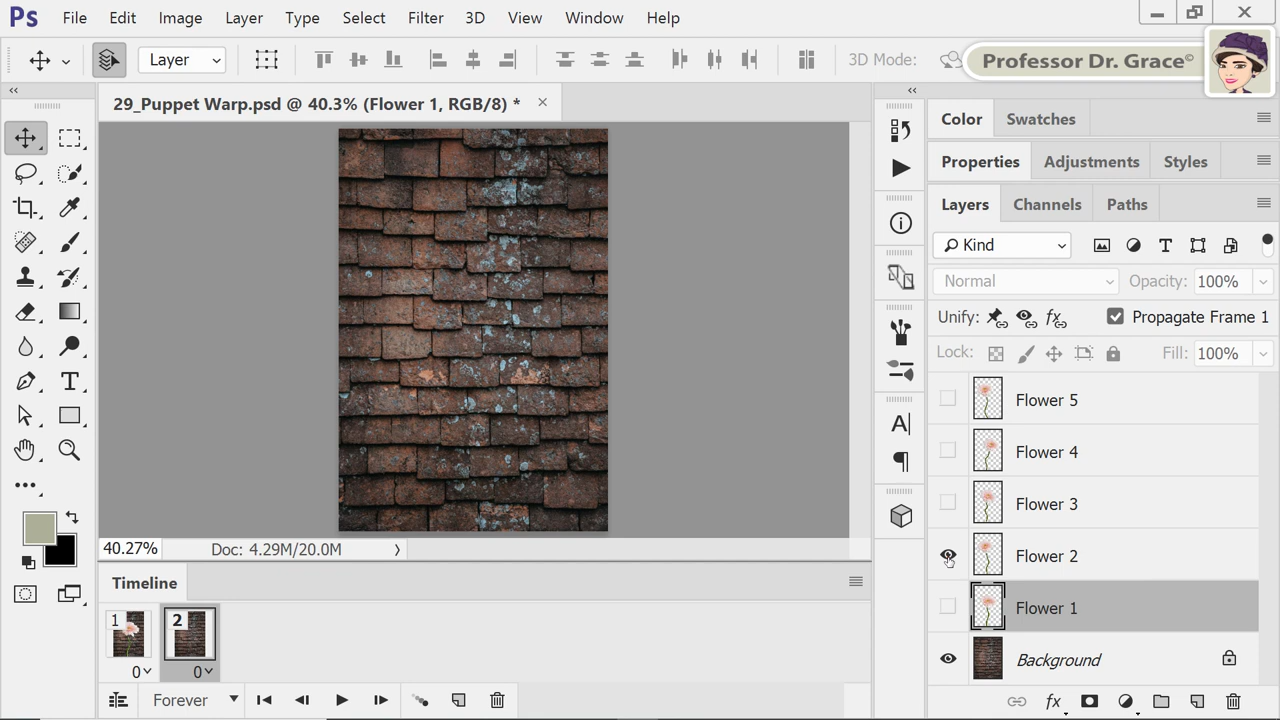 Ps File Edit Image Layer Type Select Filter 3D View Window Help
Layer 3D Mode: Professor Dr. Grace©
29_Puppet Warp.psd @ 40.3% (Flower 1, RGB/8) *
Color Swatches
Properties Adjustments Styles
Layers Channels Paths
Kind
Normal Opacity: 100%
Unify: Propagate Frame 1
Lock: Fill: 100%
Flower 5
Flower 4
Flower 3
Flower 2
Flower 1
Background
40.27% Doc: 4.29M/20.0M
Timeline
1 2
0 0
Forever